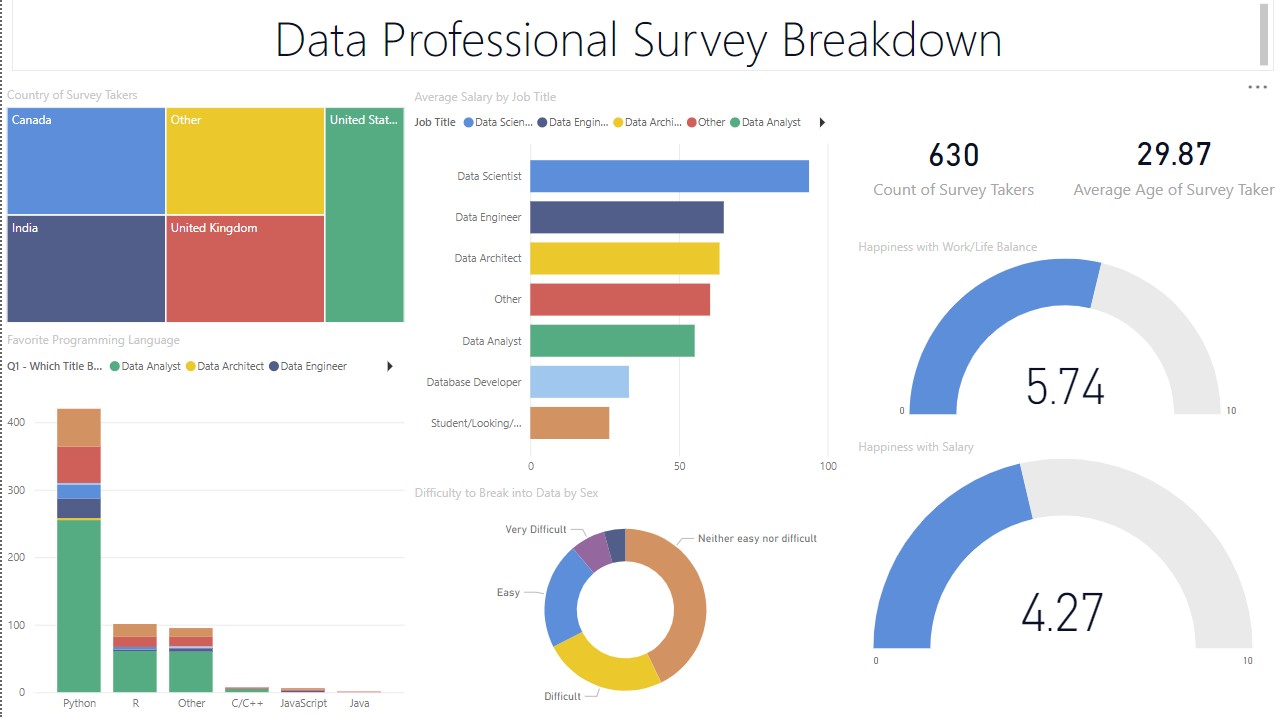 Data Professional Survey Breakdown
Country of Survey Takers
Canada
Other
United Stat...
India
United Kingdom
Average Salary by Job Title
Job Title Data Scien... Data Engin... Data Archi... Other Data Analyst
Data Scientist
Data Engineer
Data Architect
Other
Data Analyst
Database Developer
Student/Looking/...
0 50 100
630
Count of Survey Takers
29.87
Average Age of Survey Taker
Happiness with Work/Life Balance
5.74
0 10
Favorite Programming Language
Q1 - Which Title B... Data Analyst Data Architect Data Engineer
400
300
200
100
0
Python R Other C/C++ JavaScript Java
Difficulty to Break into Data by Sex
Very Difficult
Neither easy nor difficult
Easy
Difficult
Happiness with Salary
4.27
0 10